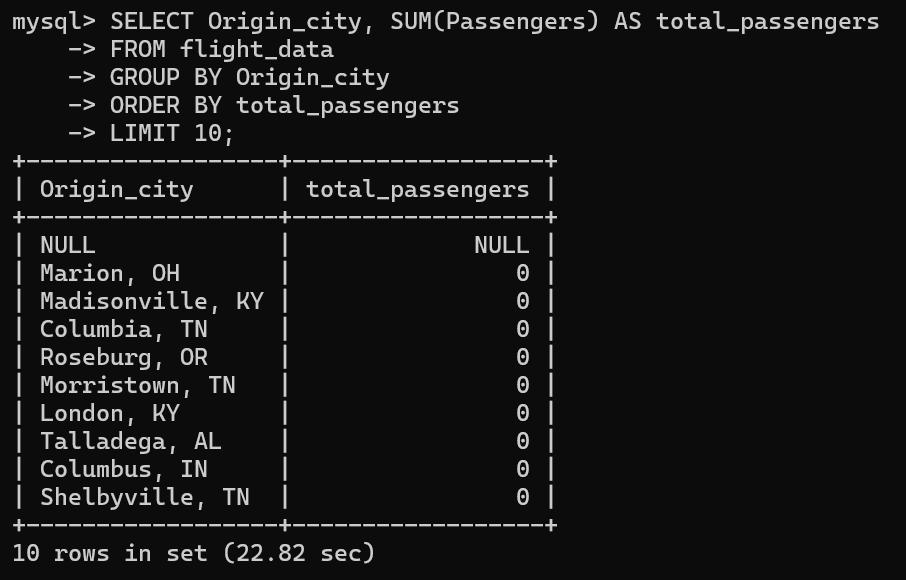 mysql> SELECT Origin_city, SUM(Passengers) AS total_passengers
    -> FROM flight_data
    -> GROUP BY Origin_city
    -> ORDER BY total_passengers
    -> LIMIT 10;
+------------------+------------------+
| Origin_city      | total_passengers |
+------------------+------------------+
| NULL             |             NULL |
| Marion, OH       |                0 |
| Madisonville, KY |                0 |
| Columbia, TN     |                0 |
| Roseburg, OR     |                0 |
| Morristown, TN   |                0 |
| London, KY       |                0 |
| Talladega, AL    |                0 |
| Columbus, IN     |                0 |
| Shelbyville, TN  |                0 |
+------------------+------------------+
10 rows in set (22.82 sec)